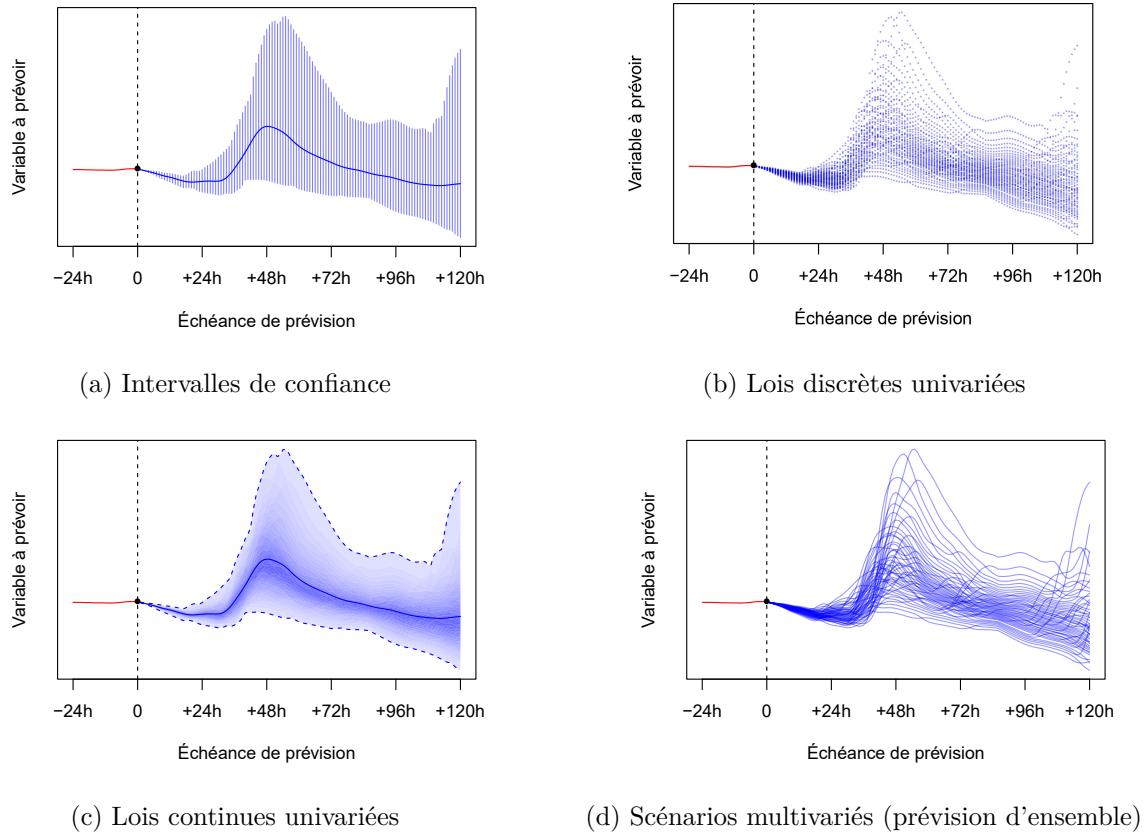 Variable à prévoir
−24h 0 +24h +48h +72h +96h +120h
Échéance de prévision
(a) Intervalles de confiance
Variable à prévoir
−24h 0 +24h +48h +72h +96h +120h
Échéance de prévision
(b) Lois discrètes univariées
Variable à prévoir
−24h 0 +24h +48h +72h +96h +120h
Échéance de prévision
(c) Lois continues univariées
Variable à prévoir
−24h 0 +24h +48h +72h +96h +120h
Échéance de prévision
(d) Scénarios multivariés (prévision d'ensemble)